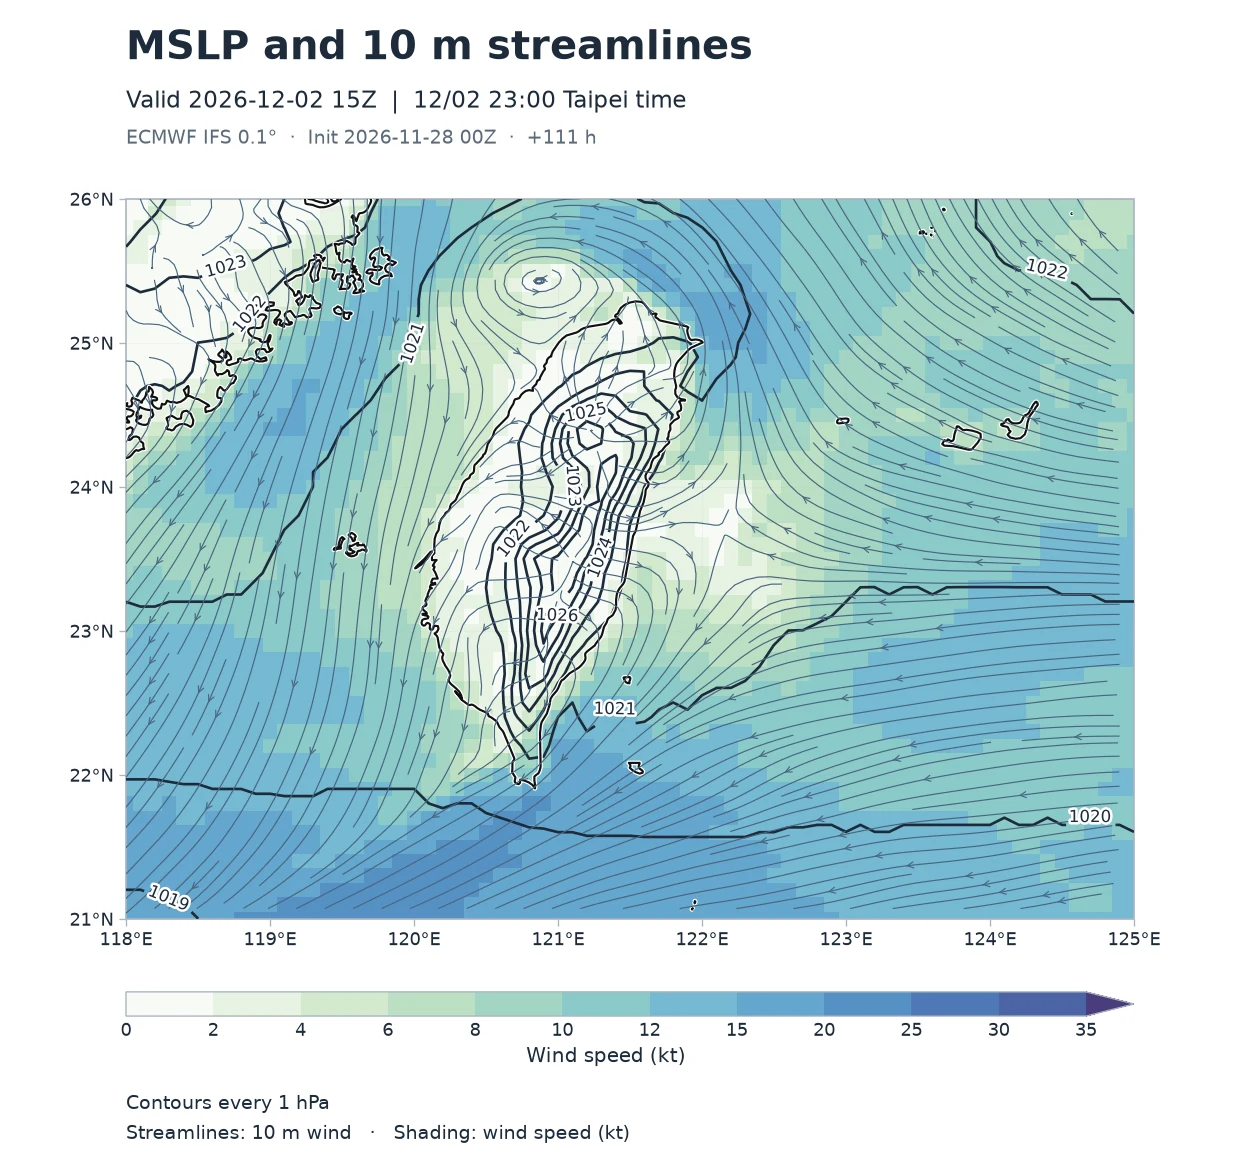 MSLP and 10 m streamlines
Valid 2026-12-02 15Z | 12/02 23:00 Taipei time
ECMWF IFS 0.1° · Init 2026-11-28 00Z · +111 h
26°N
1023
1022
1022
25°N
1021
1025
24°N
1023
1022
1024
23°N
1026
1021
22°N
1020
1019
21°N
118°E 119°E 120°E 121°E 122°E 123°E 124°E 125°E
0 2 4 6 8 10 12 15 20 25 30 35
Wind speed (kt)
Contours every 1 hPa
Streamlines: 10 m wind · Shading: wind speed (kt)